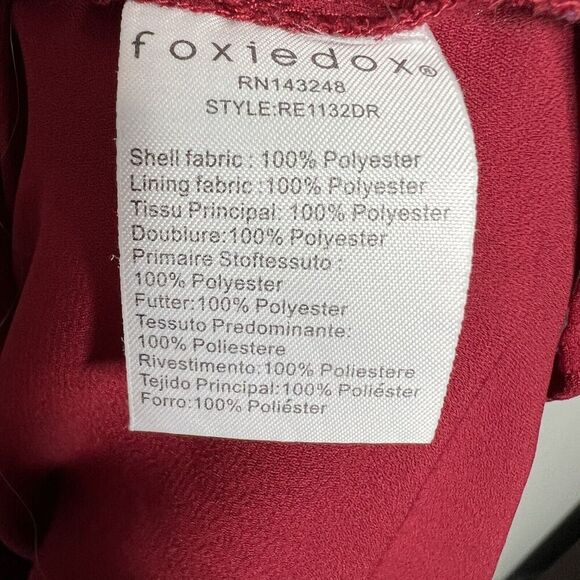 foxiedox®
RN143248
STYLE:RE1132DR
Shell fabric : 100% Polyester
Lining fabric :100% Polyester
Tissu Principal: 100% Polyester
Doublure:100% Polyester
Primaire Stoftessuto :
100% Polyester
Futter:100% Polyester
Tessuto Predominante:
100% Poliestere
Rivestimento:100% Poliestere
Tejido Principal:100% Poliéster
Forro:100% Poliéster